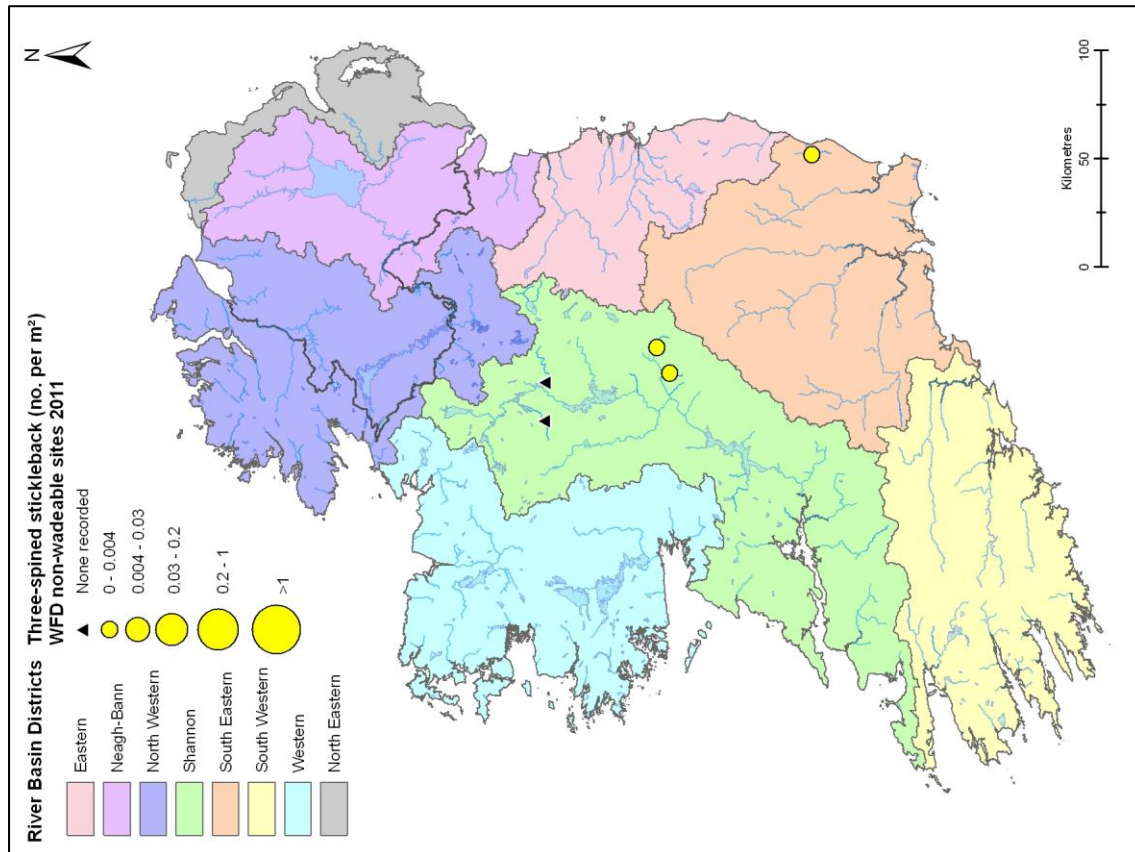 River Basin Districts
Eastern
Neagh-Bann
North Western
Shannon
South Eastern
South Western
Western
North Eastern
Three-spined stickleback (no. per m²)
WFD non-wadeable sites 2011
None recorded
0 - 0.004
0.004 - 0.03
0.03 - 0.2
0.2 - 1
>1
N
0
50
100
Kilometres